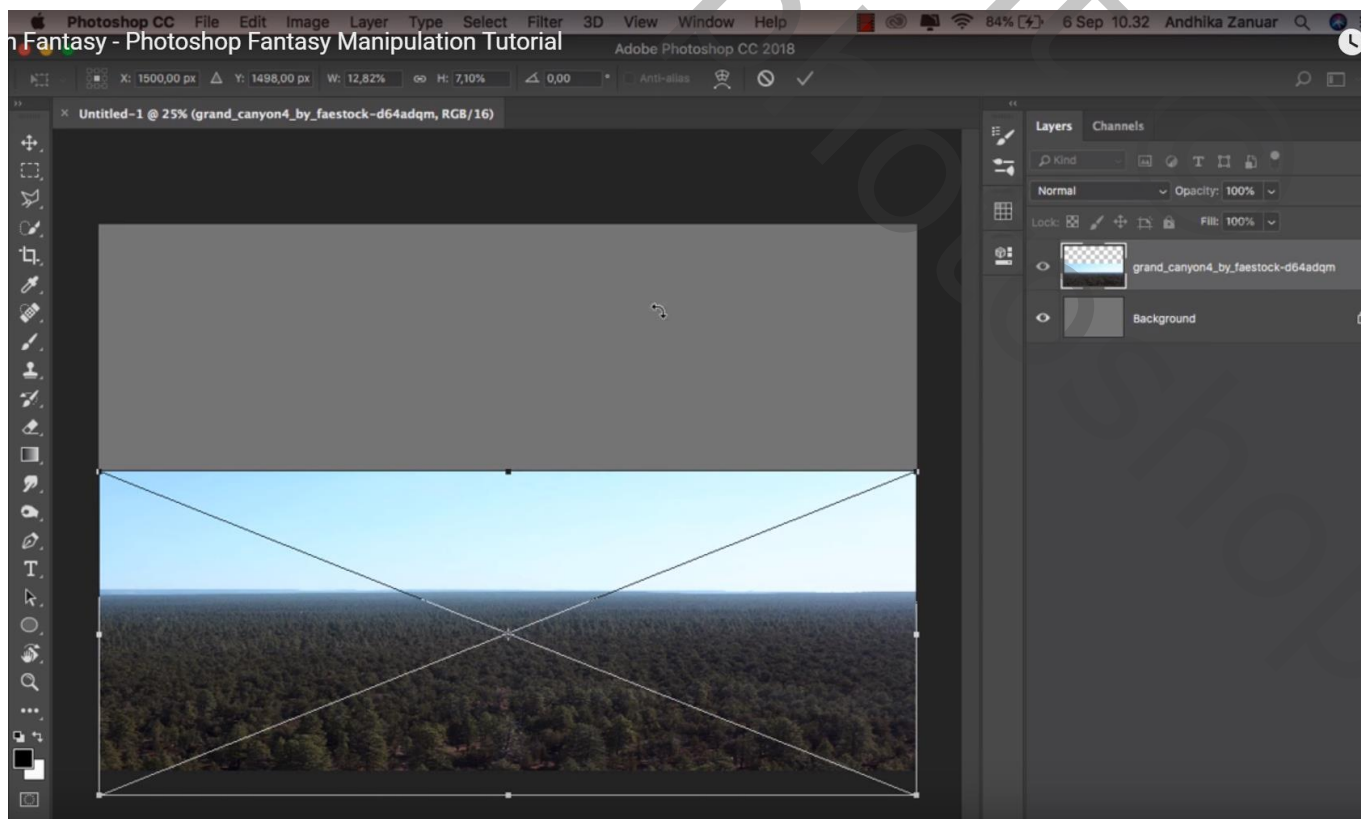 Photoshop CC File Edit Image Layer Type Select Filter 3D View Window Help 84% 6 Sep 10.32 Andhika Zanuar
Fantasy - Photoshop Fantasy Manipulation Tutorial
Adobe Photoshop CC 2018
X: 1500,00 px Y: 1498,00 px W: 12,82% H: 7,10% 0,00 ° Anti-alias
× Untitled-1 @ 25% (grand_canyon4_by_faestock-d64adqm, RGB/16)
Layers Channels
Kind
Normal Opacity: 100%
Lock: Fill: 100%
grand_canyon4_by_faestock-d64adqm
Background
Photoshop